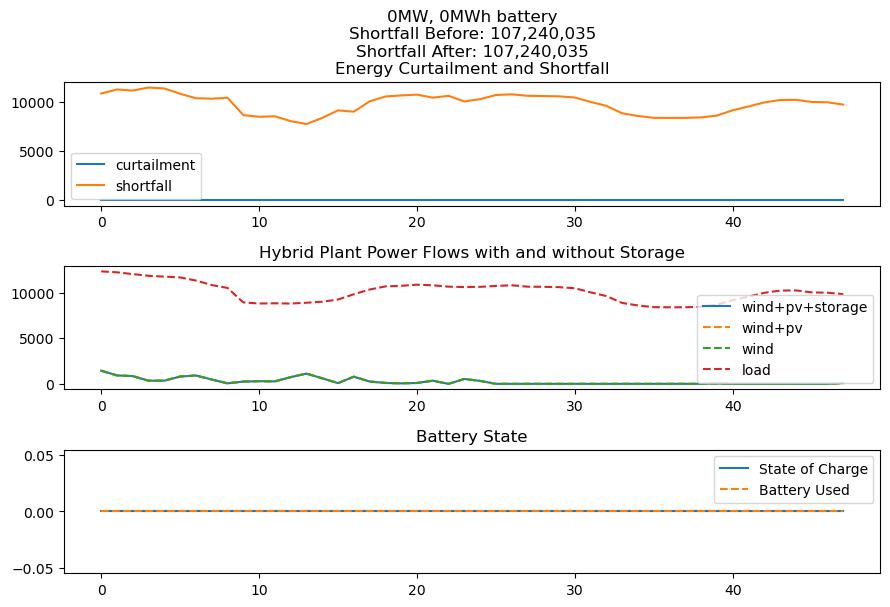 0MW, 0MWh battery
Shortfall Before: 107,240,035
Shortfall After: 107,240,035
Energy Curtailment and Shortfall
10000
5000
0
curtailment
shortfall
0 10 20 30 40
Hybrid Plant Power Flows with and without Storage
10000
5000
0
wind+pv+storage
wind+pv
wind
load
0 10 20 30 40
Battery State
0.05
0.00
−0.05
State of Charge
Battery Used
0 10 20 30 40